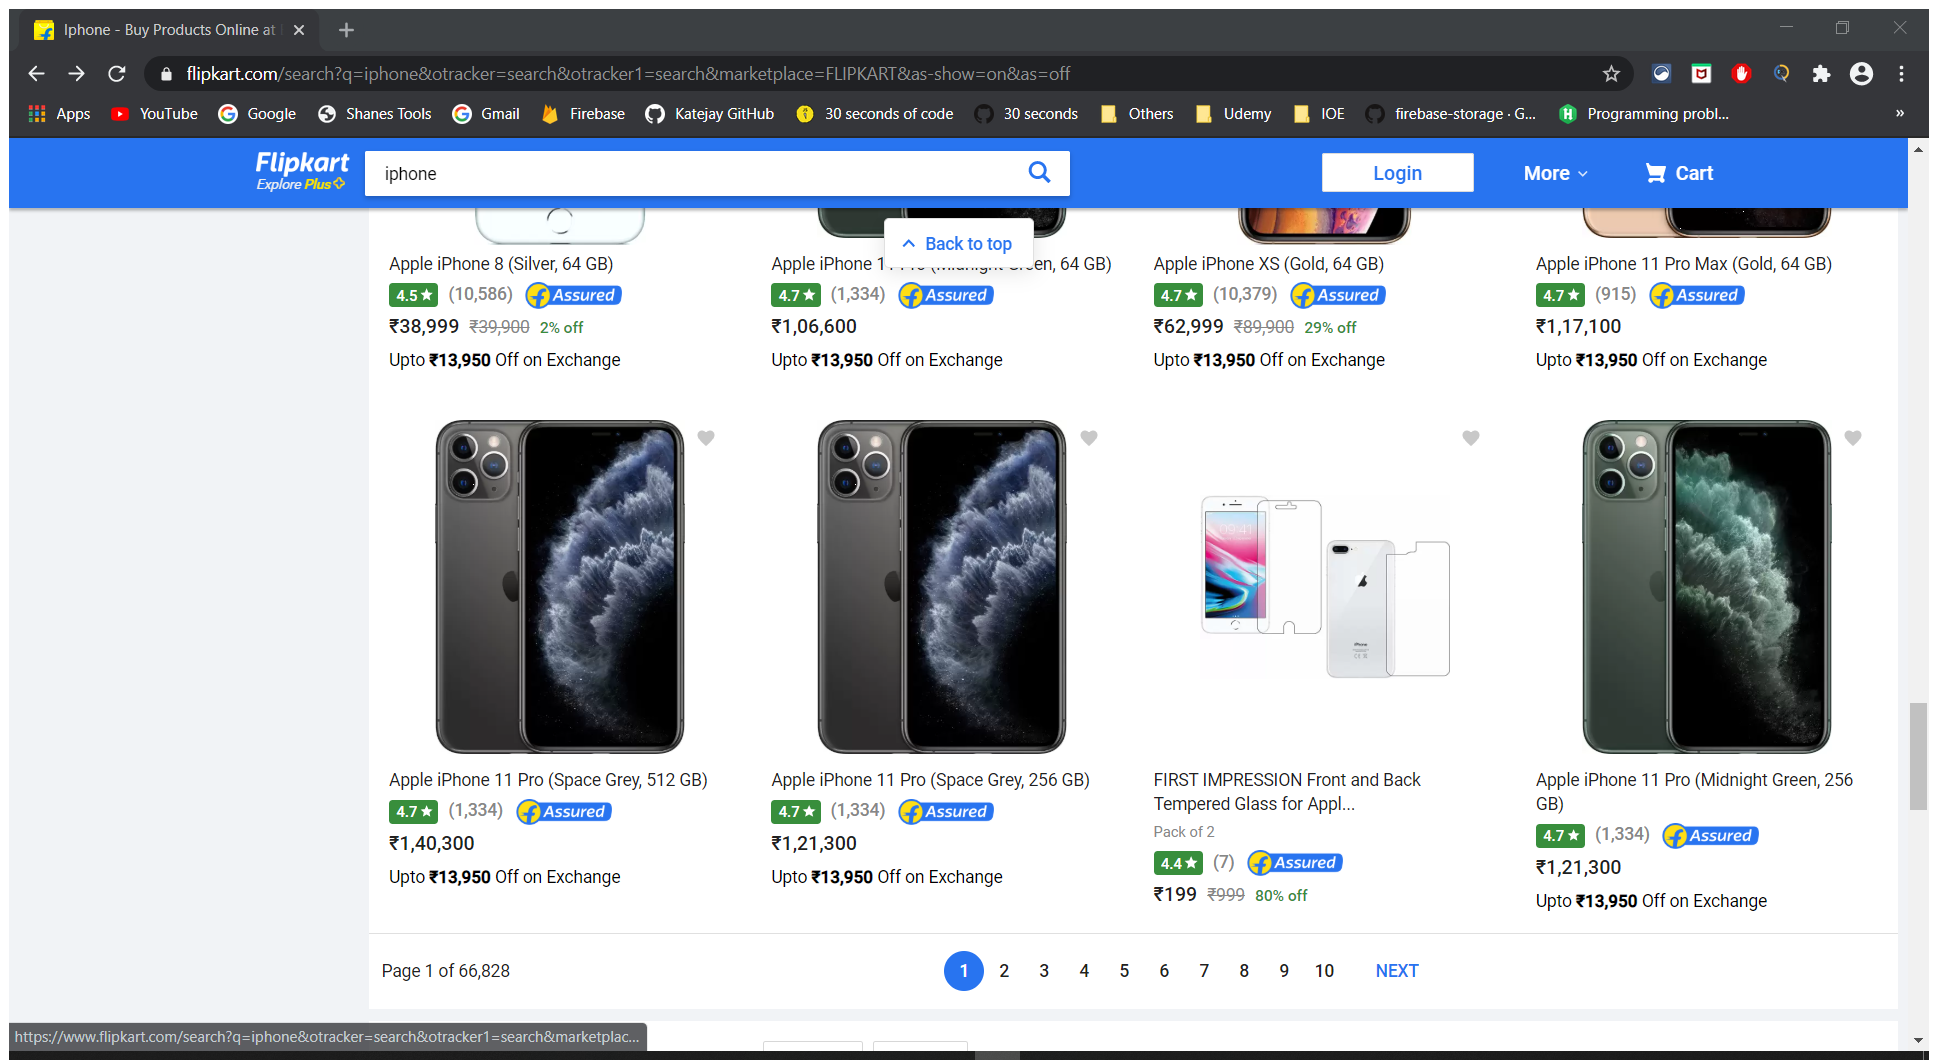 Iphone - Buy Products Online at
flipkart.com/search?q=iphone&otracker=search&otracker1=search&marketplace=FLIPKART&as-show=on&as=off
Apps YouTube Google Shanes Tools Gmail Firebase Katejay GitHub 30 seconds of code 30 seconds Others Udemy IOE firebase-storage · G... Programming probl... »
Flipkart
Explore Plus
iphone
Login
More
Cart
Back to top
Apple iPhone 8 (Silver, 64 GB)
4.5★ (10,586) Assured
₹38,999 ₹39,900 2% off
Upto ₹13,950 Off on Exchange
Apple iPhone 11 Pro (Midnight Green, 64 GB)
4.7★ (1,334) Assured
₹1,06,600
Upto ₹13,950 Off on Exchange
Apple iPhone XS (Gold, 64 GB)
4.7★ (10,379) Assured
₹62,999 ₹89,900 29% off
Upto ₹13,950 Off on Exchange
Apple iPhone 11 Pro Max (Gold, 64 GB)
4.7★ (915) Assured
₹1,17,100
Upto ₹13,950 Off on Exchange
Apple iPhone 11 Pro (Space Grey, 512 GB)
4.7★ (1,334) Assured
₹1,40,300
Upto ₹13,950 Off on Exchange
Apple iPhone 11 Pro (Space Grey, 256 GB)
4.7★ (1,334) Assured
₹1,21,300
Upto ₹13,950 Off on Exchange
FIRST IMPRESSION Front and Back
Tempered Glass for Appl...
Pack of 2
4.4★ (7) Assured
₹199 ₹999 80% off
Apple iPhone 11 Pro (Midnight Green, 256
GB)
4.7★ (1,334) Assured
₹1,21,300
Upto ₹13,950 Off on Exchange
Page 1 of 66,828
1 2 3 4 5 6 7 8 9 10 NEXT
https://www.flipkart.com/search?q=iphone&otracker=search&otracker1=search&marketplac...